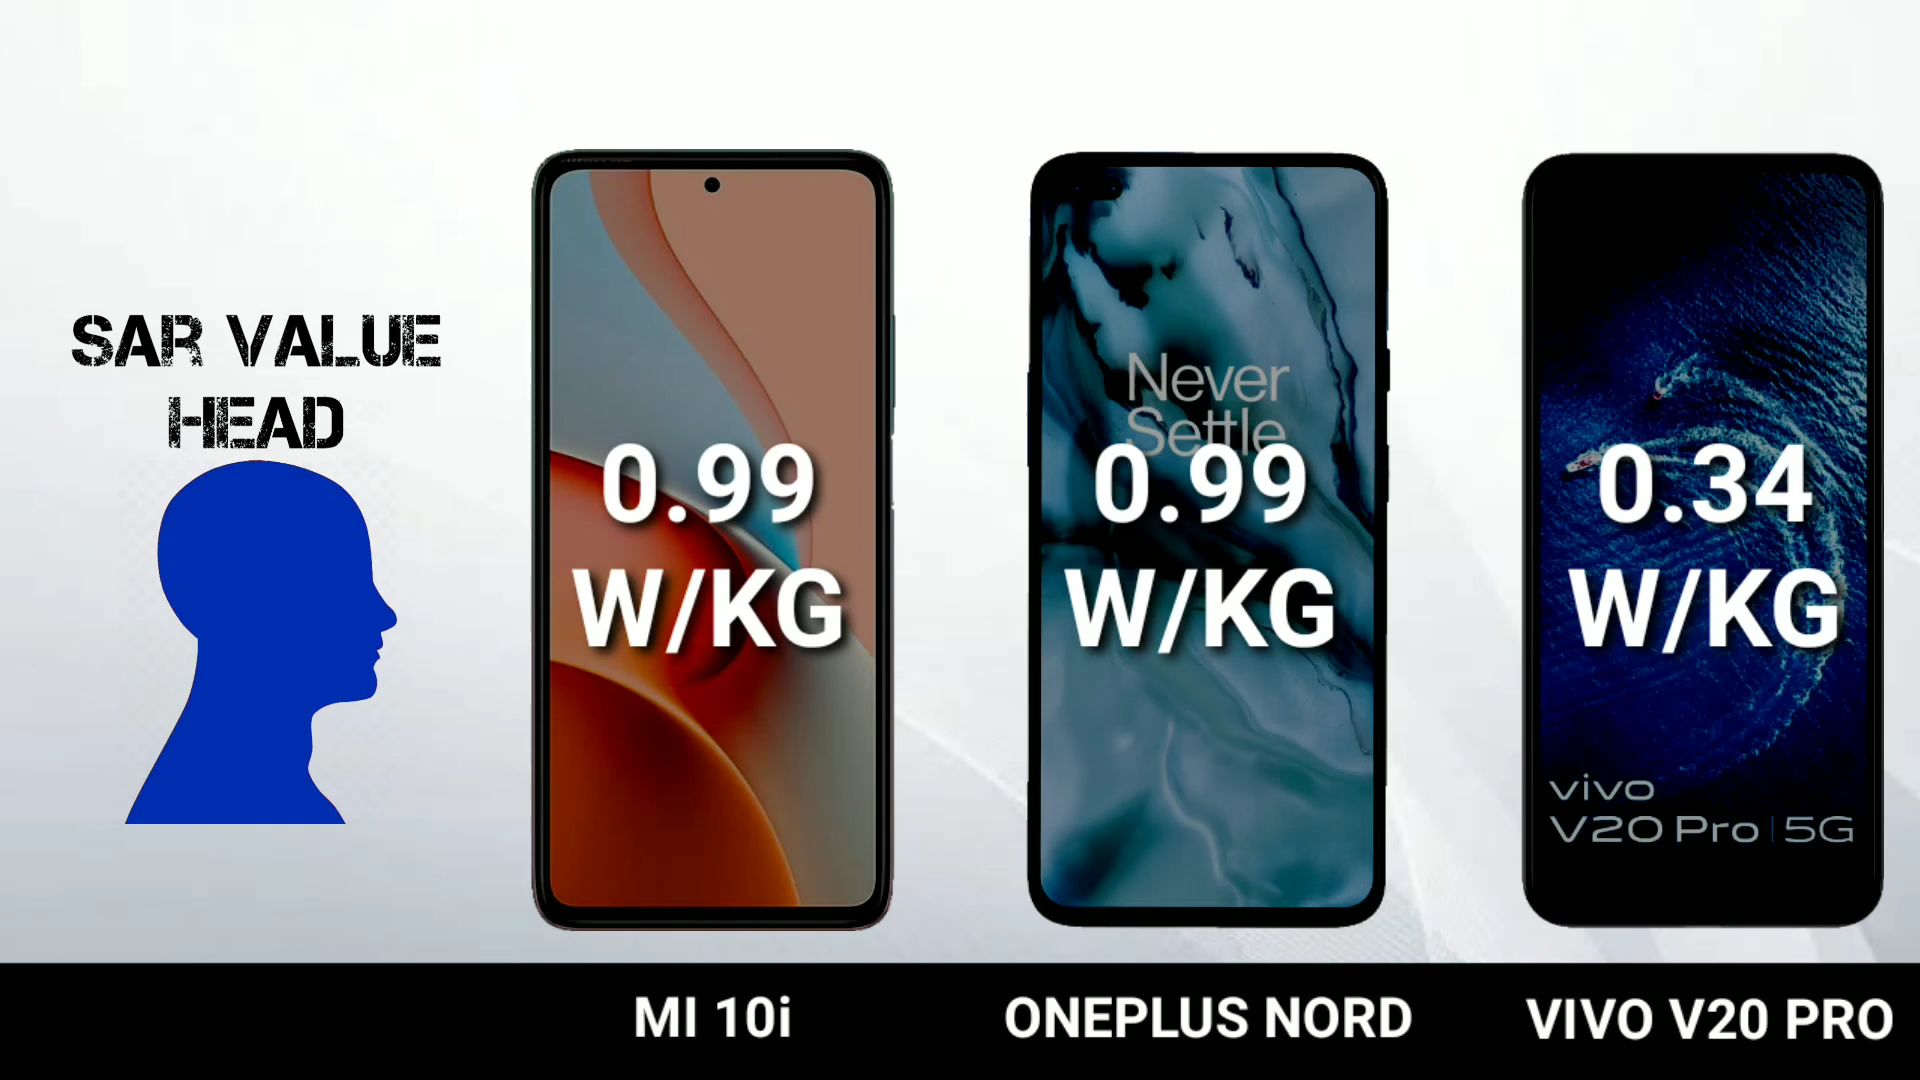 SAR VALUE
HEAD
Never
Settle
0.99
W/KG
0.99
W/KG
0.34
W/KG
vivo
V20 Pro | 5G
MI 10i
ONEPLUS NORD
VIVO V20 PRO